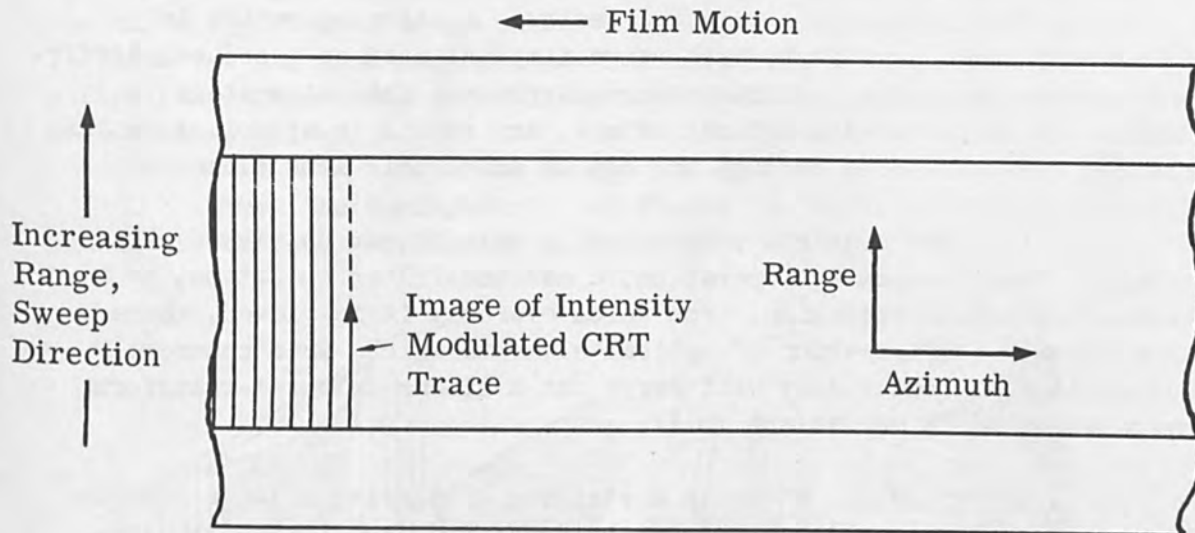 Film Motion
Increasing
Range,
Sweep
Direction
Image of Intensity
Modulated CRT
Trace
Range
Azimuth